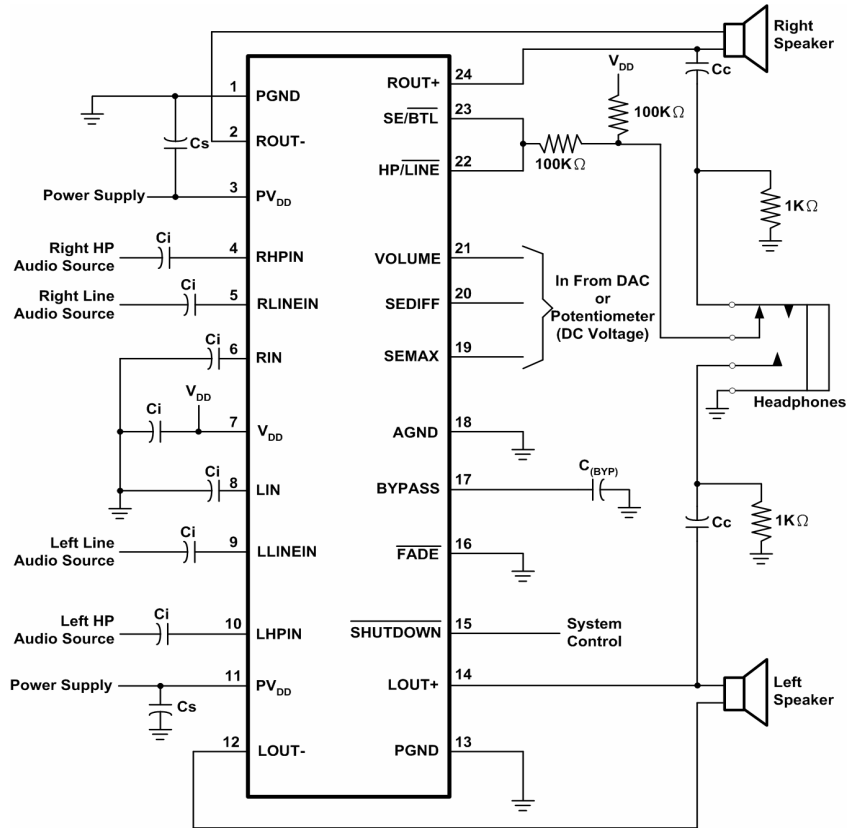 Right
Speaker
Cc
V_DD
100KΩ
100KΩ
1KΩ
1 PGND
2 ROUT-
Cs
Power Supply 3 PV_DD
Right HP
Audio Source
Ci
4 RHPIN
Right Line
Audio Source
Ci
5 RLINEIN
Ci
6 RIN
V_DD
Ci
7 V_DD
Ci
8 LIN
Left Line
Audio Source
Ci
9 LLINEIN
Left HP
Audio Source
Ci
10 LHPIN
Power Supply 11 PV_DD
Cs
12 LOUT-
ROUT+ 24
SE/BTL 23
HP/LINE 22
VOLUME 21
SEDIFF 20
SEMAX 19
In From DAC
or
Potentiometer
(DC Voltage)
Headphones
AGND 18
BYPASS 17
C(BYP)
FADE 16
SHUTDOWN 15
System
Control
LOUT+ 14
PGND 13
Cc
1KΩ
Left
Speaker